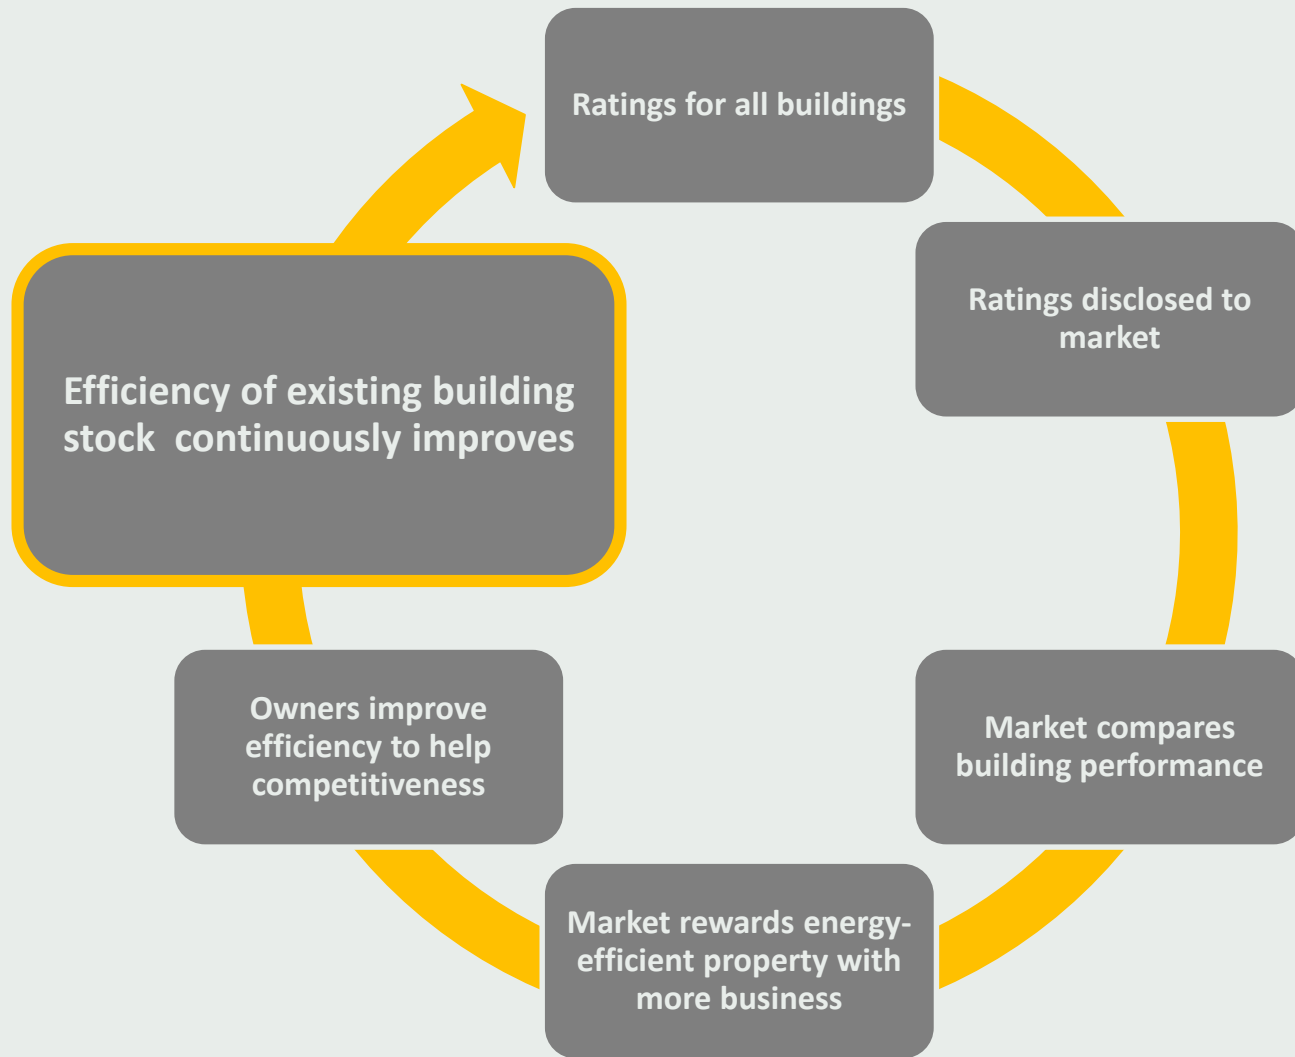 Ratings for all buildings
Ratings disclosed to
market
Market compares
building performance
Market rewards energy-
efficient property with
more business
Owners improve
efficiency to help
competitiveness
Efficiency of existing building
stock  continuously improves